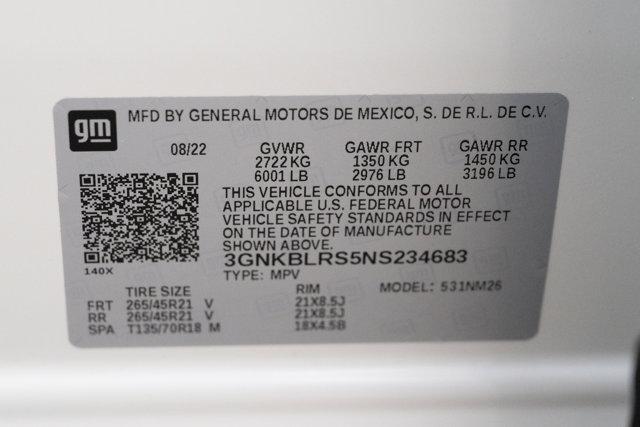 gm
MFD BY GENERAL MOTORS DE MEXICO, S. DE R.L. DE C.V.
08/22 GVWR GAWR FRT GAWR RR
2722 KG 1350 KG 1450 KG
6001 LB 2976 LB 3196 LB
THIS VEHICLE CONFORMS TO ALL
APPLICABLE U.S. FEDERAL MOTOR
VEHICLE SAFETY STANDARDS IN EFFECT
ON THE DATE OF MANUFACTURE
SHOWN ABOVE.
3GNKBLRS5NS234683
140X
TYPE: MPV
TIRE SIZE RIM MODEL: 531NM26
FRT 265/45R21 V 21X8.5J
RR 265/45R21 V 21X8.5J
SPA T135/70R18 M 18X4.5B